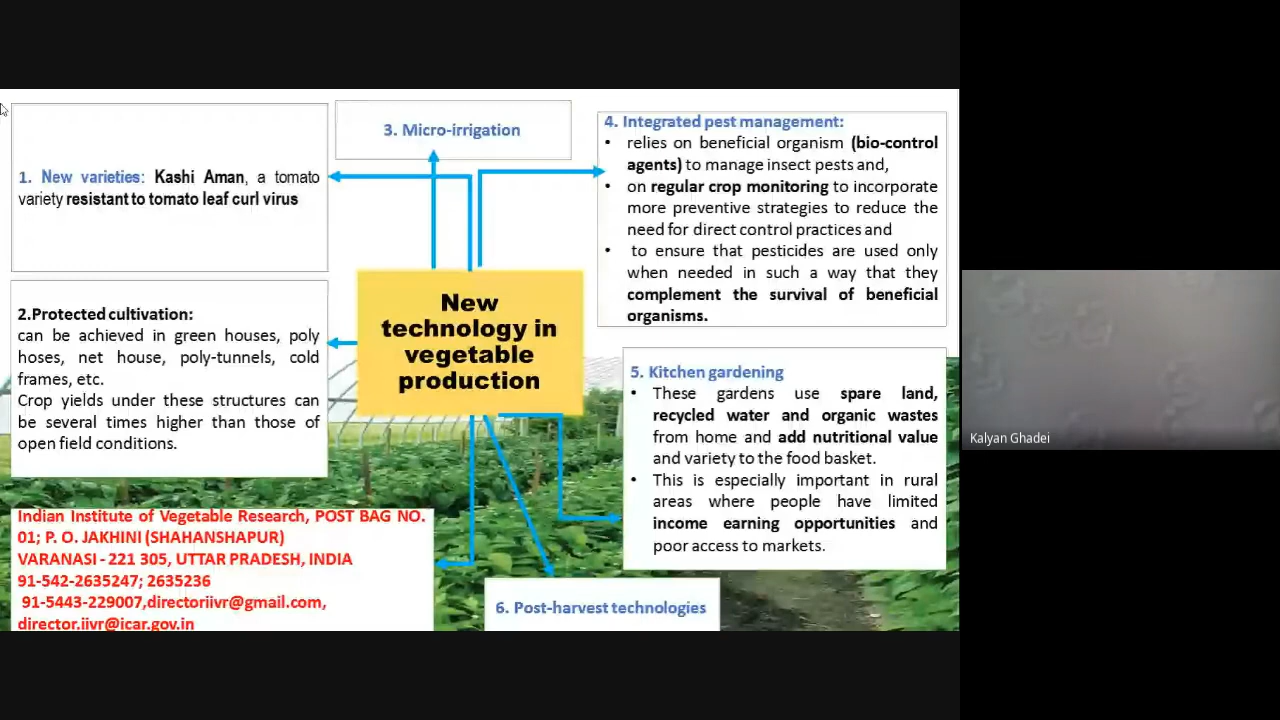 1. New varieties: Kashi Aman, a tomato
variety resistant to tomato leaf curl virus
2.Protected cultivation:
can be achieved in green houses, poly
hoses, net house, poly-tunnels, cold
frames, etc.
Crop yields under these structures can
be several times higher than those of
open field conditions.
3. Micro-irrigation
4. Integrated pest management:
• relies on beneficial organism (bio-control
agents) to manage insect pests and,
• on regular crop monitoring to incorporate
more preventive strategies to reduce the
need for direct control practices and
• to ensure that pesticides are used only
when needed in such a way that they
complement the survival of beneficial
organisms.
New
technology in
vegetable
production
5. Kitchen gardening
• These gardens use spare land,
recycled water and organic wastes
from home and add nutritional value
and variety to the food basket.
• This is especially important in rural
areas where people have limited
income earning opportunities and
poor access to markets.
6. Post-harvest technologies
Indian Institute of Vegetable Research, POST BAG NO.
01; P. O. JAKHINI (SHAHANSHAPUR)
VARANASI - 221 305, UTTAR PRADESH, INDIA
91-542-2635247; 2635236
91-5443-229007,directoriivr@gmail.com,
director.iivr@icar.gov.in
Kalyan Ghadei